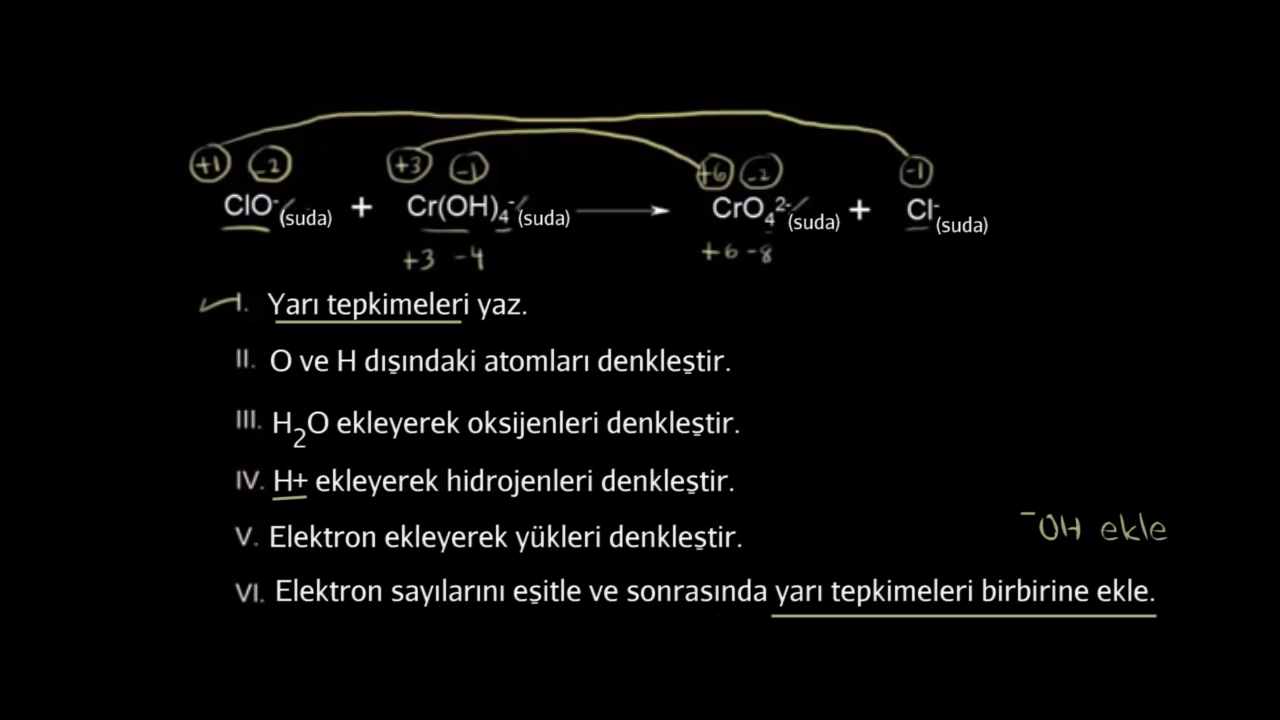 +1 -2 +3 -1 +6 -2 -1
ClO⁻(suda) + Cr(OH)₄⁻(suda) → CrO₄²⁻(suda) + Cl⁻(suda)
+3 -4 +6 -8
I. Yarı tepkimeleri yaz.
II. O ve H dışındaki atomları denkleştir.
III. H₂O ekleyerek oksijenleri denkleştir.
IV. H+ ekleyerek hidrojenleri denkleştir.
⁻OH ekle
V. Elektron ekleyerek yükleri denkleştir.
VI. Elektron sayılarını eşitle ve sonrasında yarı tepkimeleri birbirine ekle.